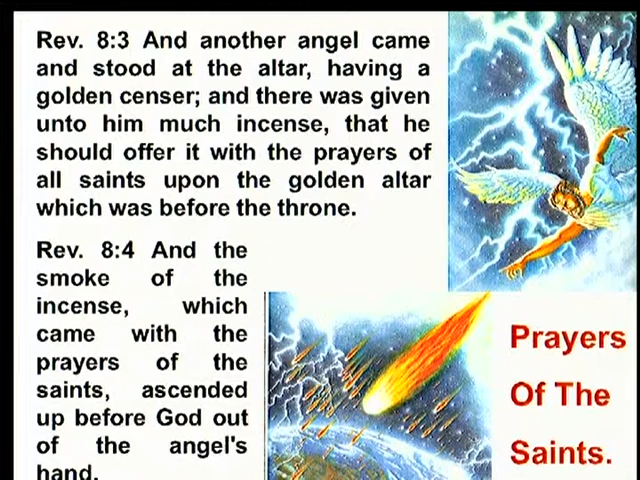 Rev. 8:3 And another angel came
and stood at the altar, having a
golden censer; and there was given
unto him much incense, that he
should offer it with the prayers of
all saints upon the golden altar
which was before the throne.
Rev. 8:4 And the
smoke of the
incense, which
came with the
prayers of the
saints, ascended
up before God out
of the angel's
hand.
Prayers
Of The
Saints.